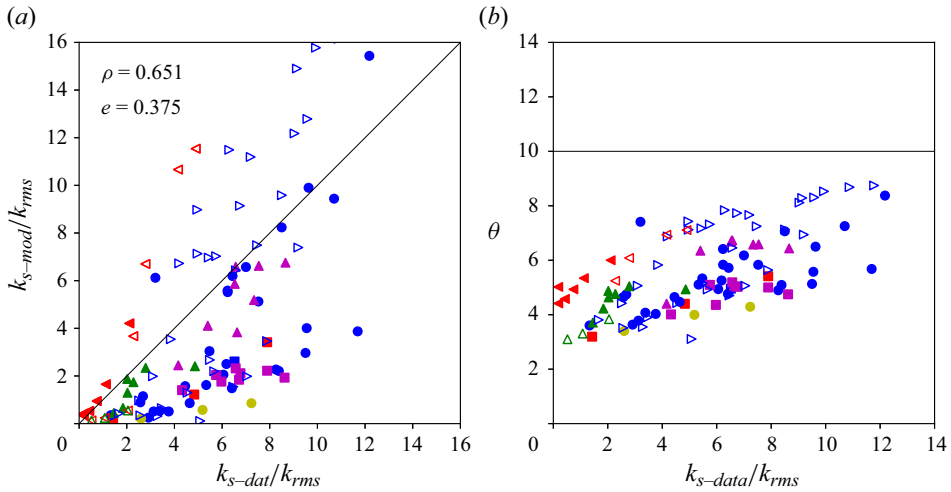 (a)
(b)
16
14
12
10
8
6
4
2
0
ρ = 0.651
e = 0.375
k_{s–mod}/k_{rms}
2 4 6 8 10 12 14 16
k_{s–dat}/k_{rms}
16
14
12
10
8
6
4
2
θ
0 2 4 6 8 10 12 14
k_{s–data}/k_{rms}